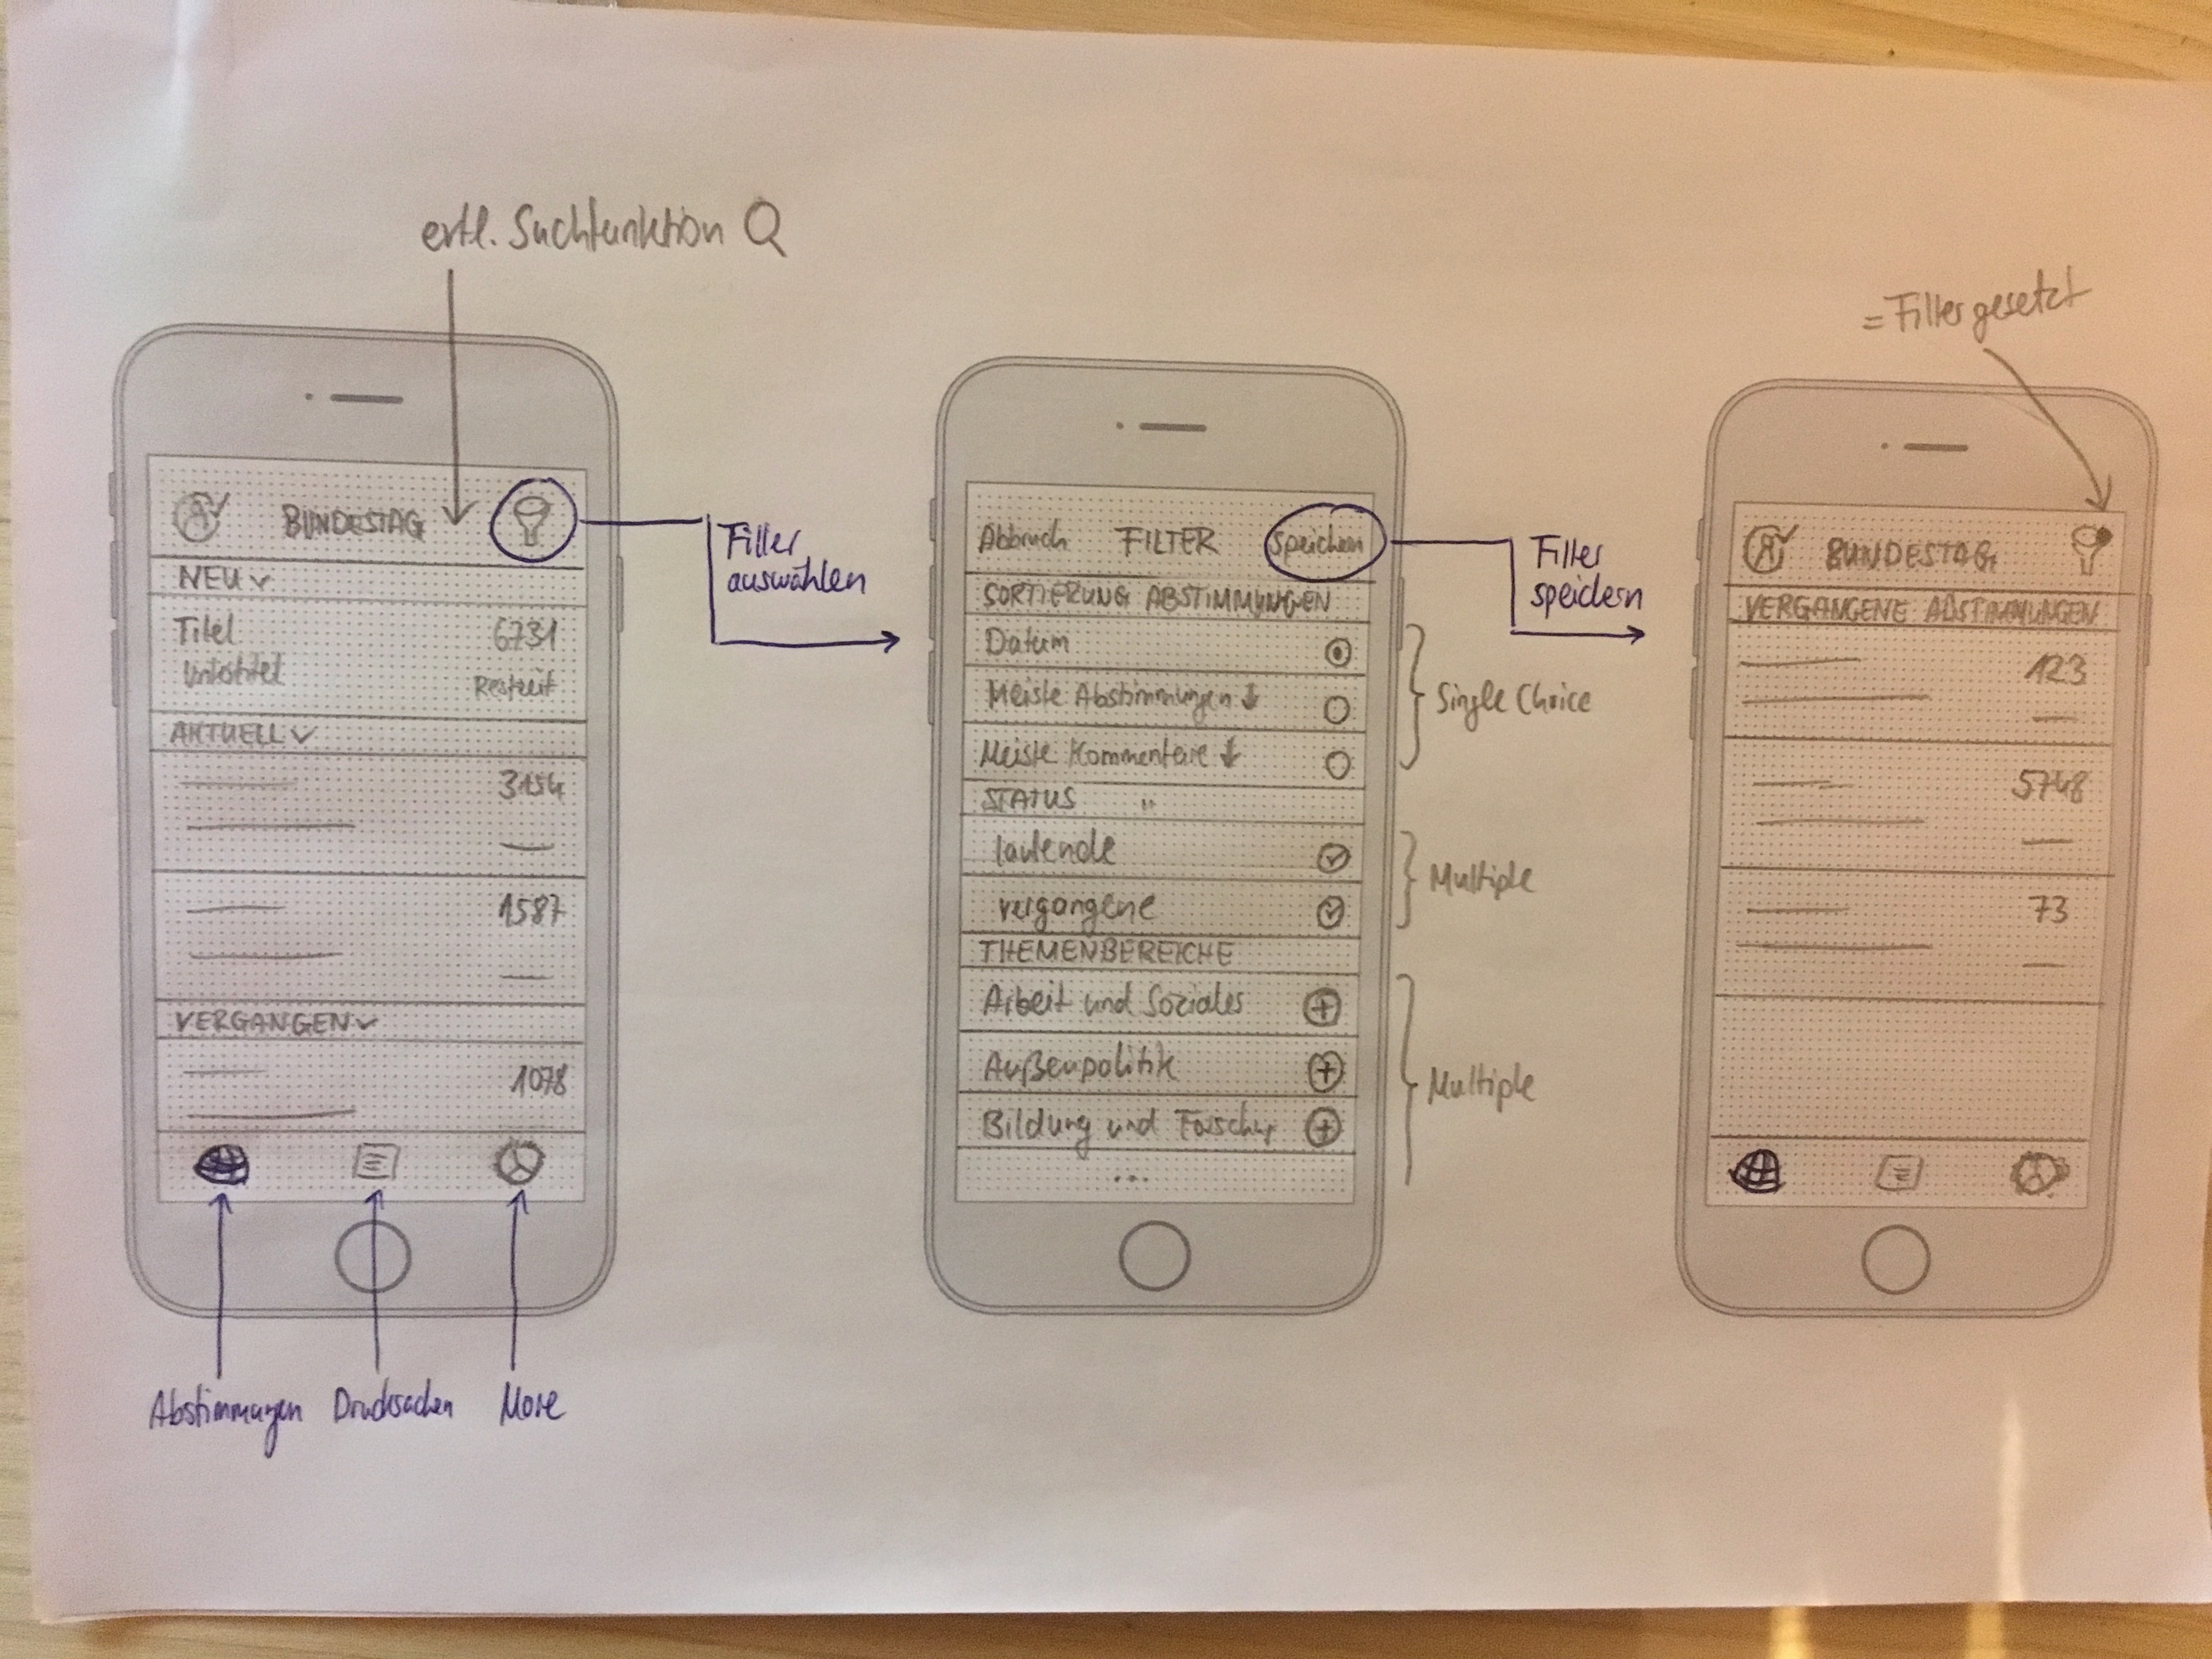 evtl. Suchfunktion
= Filter gesetzt
BUNDESTAG
NEU
Titel 6731
Untertitel Restzeit
AKTUELL
3154
1587
VERGANGEN
1078
Abstimmungen Drucksachen More
Filter
auswählen
Abbruch FILTER Speichern
SORTIERUNG ABSTIMMUNGEN
Datum
Meiste Abstimmungen ↓
Meiste Kommentare ↓
Single Choice
STATUS "
laufende
vergangene
Multiple
THEMENBEREICHE
Arbeit und Soziales
Außenpolitik
Bildung und Forschung
...
Multiple
Filter
speichern
BUNDESTAG
VERGANGENE ABSTIMMUNGEN
123
5748
73